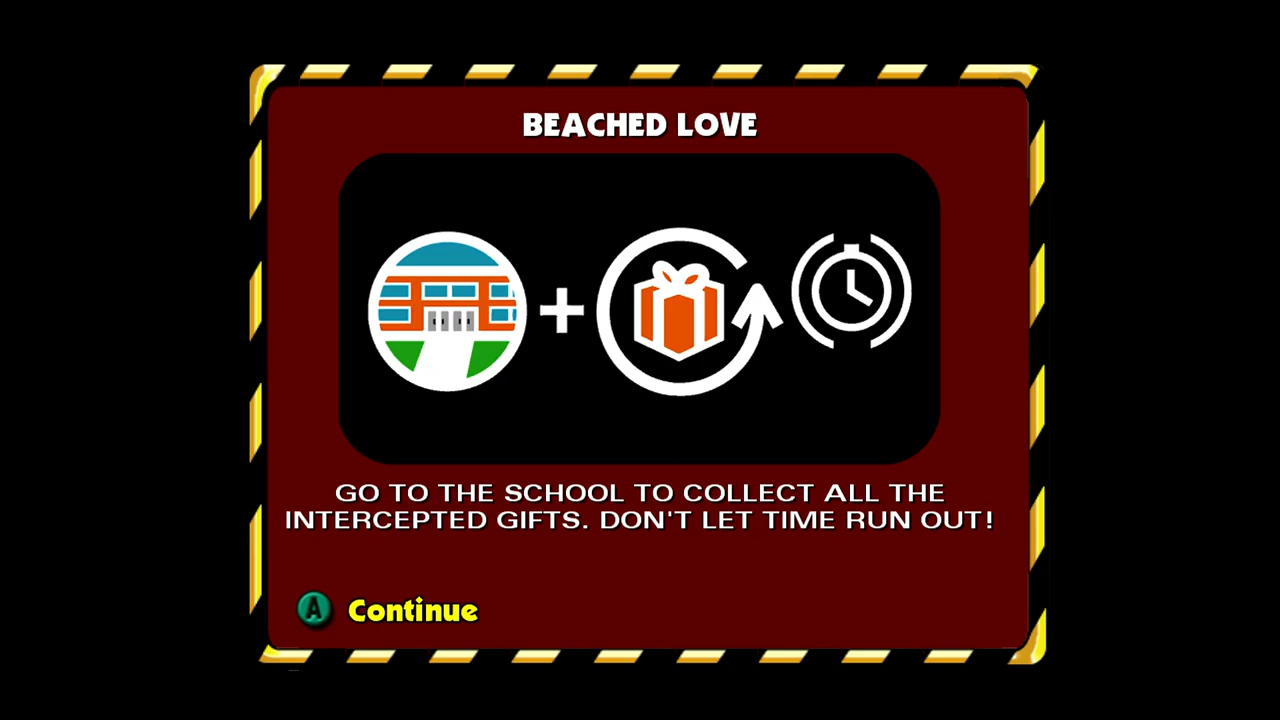 BEACHED LOVE
GO TO THE SCHOOL TO COLLECT ALL THE
INTERCEPTED GIFTS. DON'T LET TIME RUN OUT!
A Continue